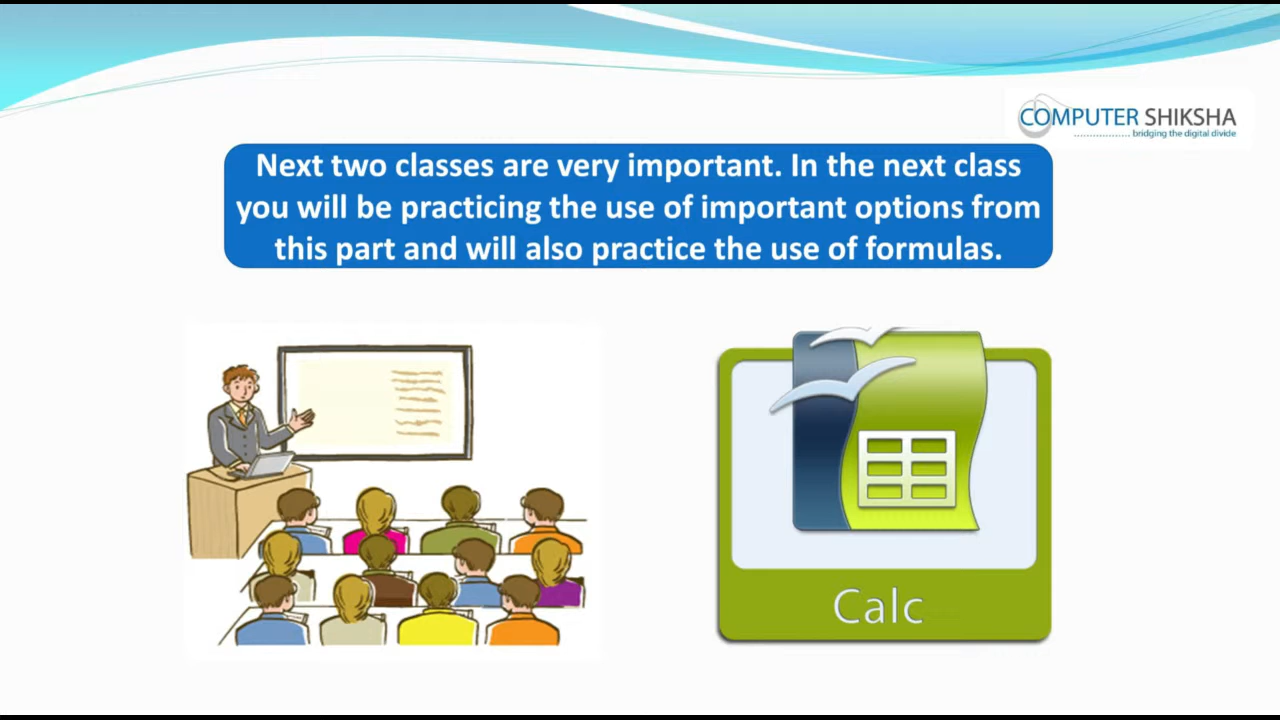 COMPUTER SHIKSHA
bridging the digital divide
Next two classes are very important. In the next class
you will be practicing the use of important options from
this part and will also practice the use of formulas.
Calc